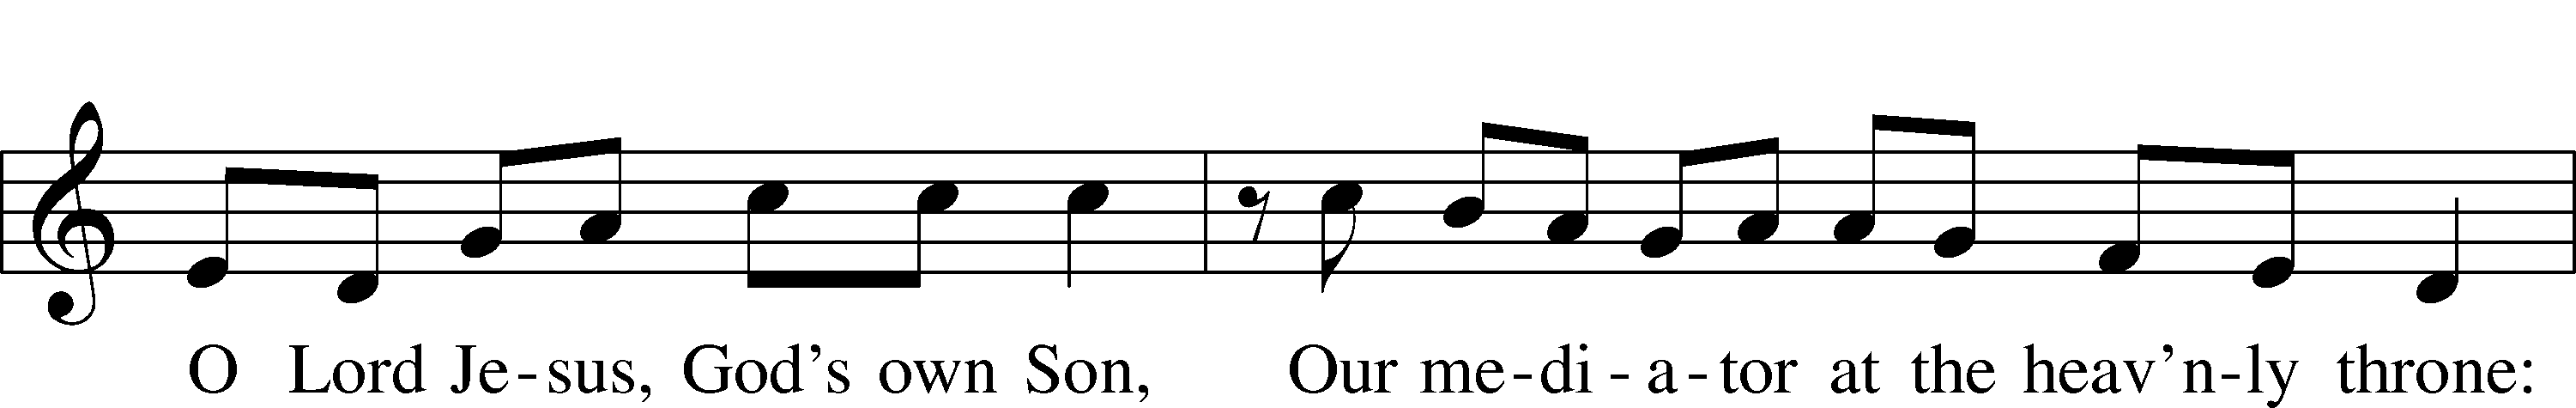 O Lord Je-sus, God’s own Son, Our me-di-a-tor at the heav’n-ly throne: